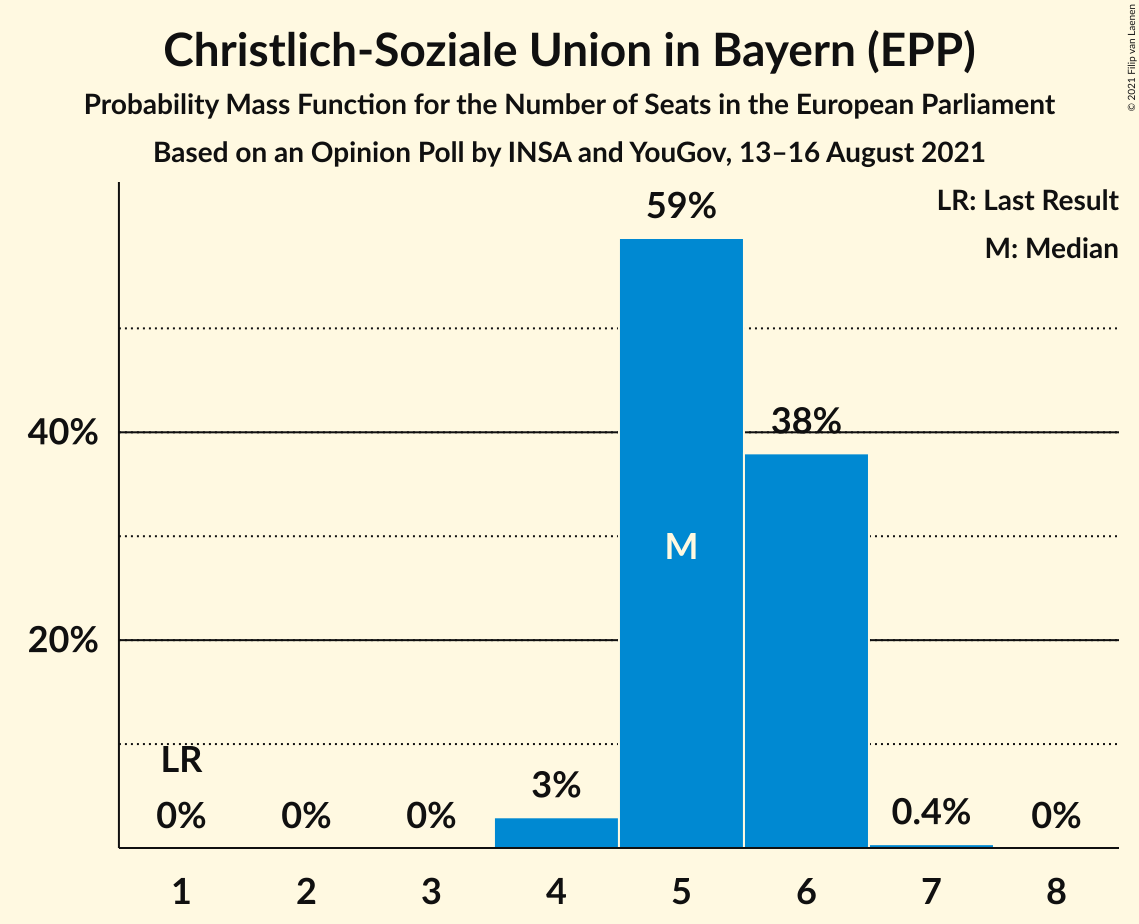 Christlich-Soziale Union in Bayern (EPP)
Probability Mass Function for the Number of Seats in the European Parliament
Based on an Opinion Poll by INSA and YouGov, 13–16 August 2021
© 2021 Filip van Laenen
LR: Last Result
M: Median
59%
40%
38%
M
20%
LR
0%
0%
0%
3%
0.4%
0%
1 2 3 4 5 6 7 8